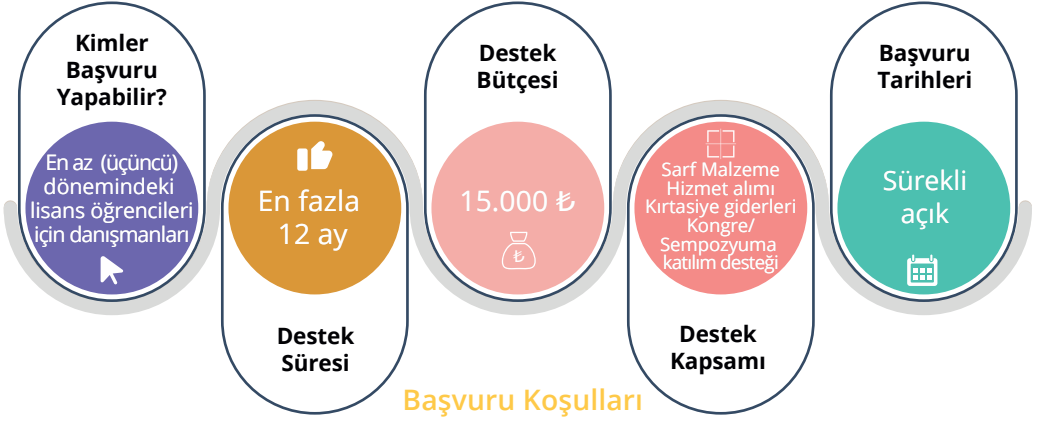 Kimler
Başvuru
Yapabilir?
En az (üçüncü)
dönemindeki
lisans öğrencileri
için danışmanları
En fazla
12 ay
Destek
Süresi
Destek
Bütçesi
15.000 ₺
₺
Sarf Malzeme
Hizmet alımı
Kırtasiye giderleri
Kongre/
Sempozyuma
katılım desteği
Destek
Kapsamı
Başvuru
Tarihleri
Sürekli
açık
Başvuru Koşulları